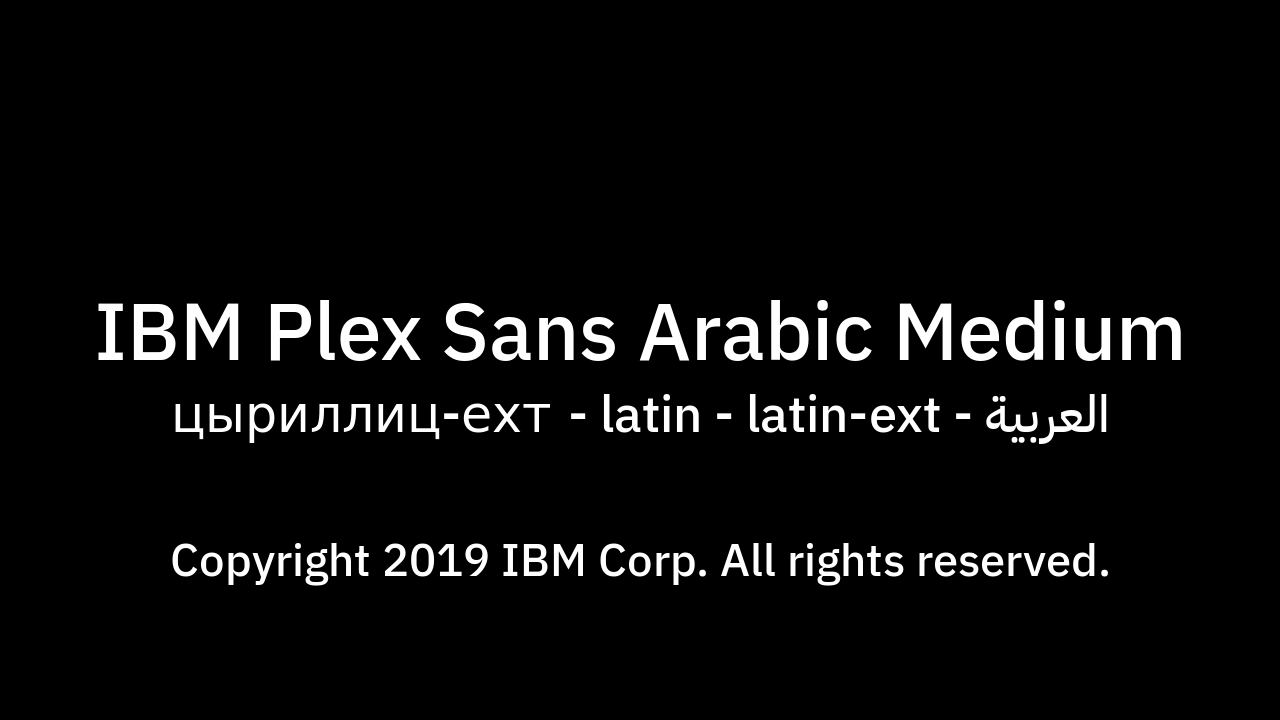 IBM Plex Sans Arabic Medium
цыриллиц-ехт - latin - latin-ext - العربية
Copyright 2019 IBM Corp. All rights reserved.